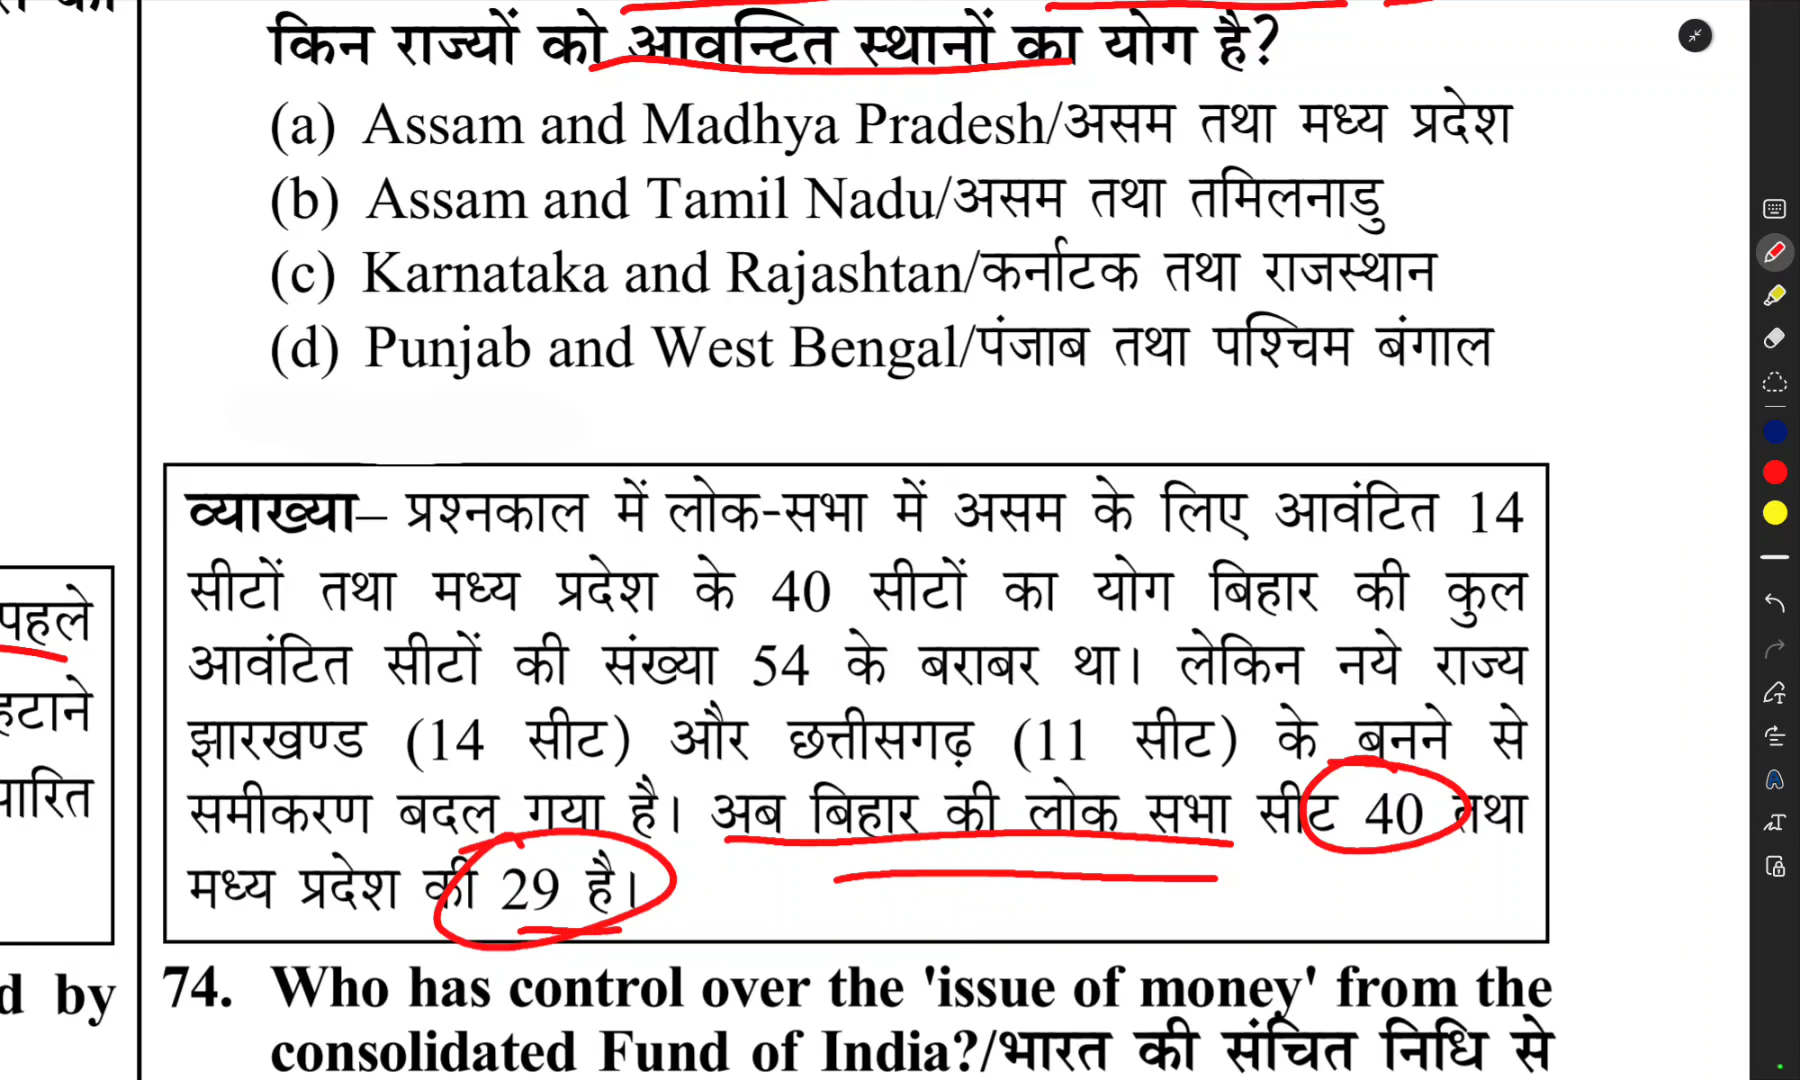 किन राज्यों को आवन्टित स्थानों का योग है?
(a) Assam and Madhya Pradesh/असम तथा मध्य प्रदेश
(b) Assam and Tamil Nadu/असम तथा तमिलनाडु
(c) Karnataka and Rajashtan/कर्नाटक तथा राजस्थान
(d) Punjab and West Bengal/पंजाब तथा पश्चिम बंगाल
व्याख्या– प्रश्नकाल में लोक-सभा में असम के लिए आवंटित 14
सीटों तथा मध्य प्रदेश के 40 सीटों का योग बिहार की कुल
आवंटित सीटों की संख्या 54 के बराबर था। लेकिन नये राज्य
झारखण्ड (14 सीट) और छत्तीसगढ़ (11 सीट) के बनने से
समीकरण बदल गया है। अब बिहार की लोक सभा सीट 40 तथा
मध्य प्रदेश की 29 है।
पहले
हटाने
d by
74. Who has control over the 'issue of money' from the
consolidated Fund of India?/भारत की संचित निधि से